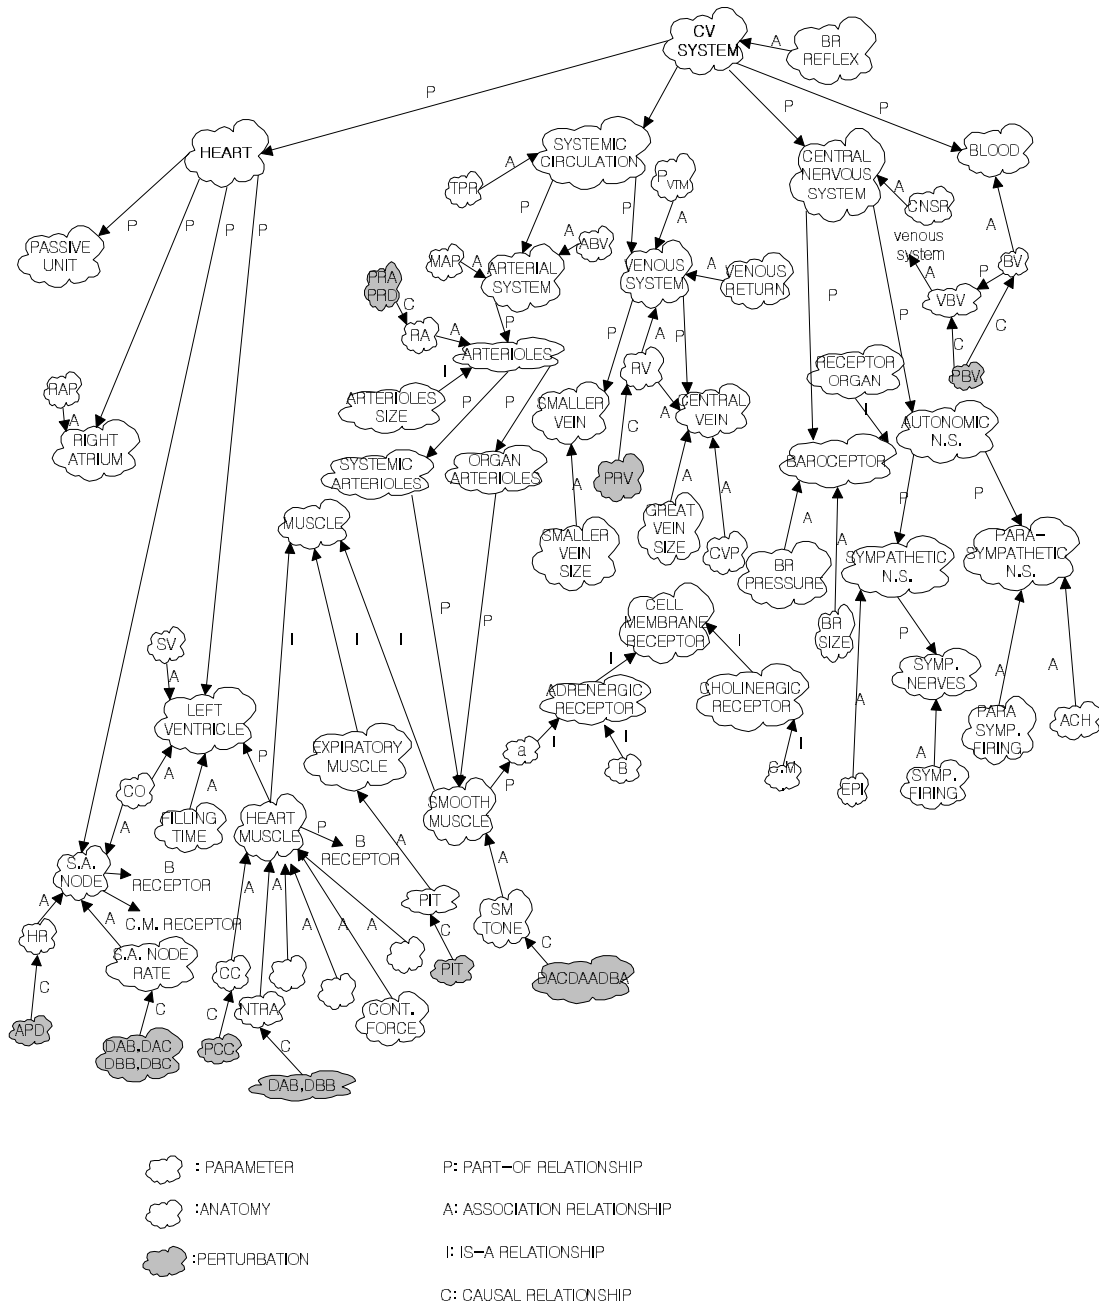 CV
SYSTEM
A
BR
REFLEX
P
P
P
HEART
SYSTEMIC
CIRCULATION
CENTRAL
NERVOUS
SYSTEM
BLOOD
A
TPR
PVTM
A
CNSR
P
P
P
P
P
P
A
A
venous
system
PASSIVE
UNIT
MAP
A
ARTERIAL
SYSTEM
A
ABV
VENOUS
SYSTEM
A
VENOUS
RETURN
BV
P
A
VBV
PRA
PRD
C
RA
A
P
ARTERIOLES
P
P
RV
P
P
C
C
PBV
RECEPTOR
ORGAN
I
ARTERIOLES
SIZE
P
P
SMALLER
VEIN
A
CENTRAL
VEIN
I
AUTONOMIC
N.S.
RAP
A
RIGHT
ATRIUM
C
SYSTEMIC
ARTERIOLES
ORGAN
ARTERIOLES
BAROCEPTOR
PRV
A
A
A
P
P
MUSCLE
SMALLER
VEIN
SIZE
GREAT
VEIN
SIZE
CVP
A
A
BR
PRESSURE
SYMPATHETIC
N.S.
PARA-
SYMPATHETIC
N.S.
P
P
CELL
MEMBRANE
RECEPTOR
BR
SIZE
P
SV
A
I
I
I
I
I
SYMP.
NERVES
A
A
LEFT
VENTRICLE
ADRENERGIC
RECEPTOR
CHOLINERGIC
RECEPTOR
A
PARA
SYMP.
FIRING
ACH
P
EXPIRATORY
MUSCLE
a
I
I
B
I
C.M
EPI
A
SYMP.
FIRING
CO
A
A
FILLING
TIME
HEART
MUSCLE
SMOOTH
MUSCLE
P
A
P
B
RECEPTOR
A
A
S.A.
NODE
B
RECEPTOR
C.M. RECEPTOR
A
A
HR
S.A. NODE
RATE
A
A
A
A
A
PIT
SM
TONE
C
C
CC
PIT
DACDAADBA
C
C
NTRA
CONT.
FORCE
APD
DAB,DAC
DBB,DBC
C
PCC
C
DAB,DBB
: PARAMETER
P: PART-OF RELATIONSHIP
:ANATOMY
A: ASSOCIATION RELATIONSHIP
:PERTURBATION
I: IS-A RELATIONSHIP
C: CAUSAL RELATIONSHIP